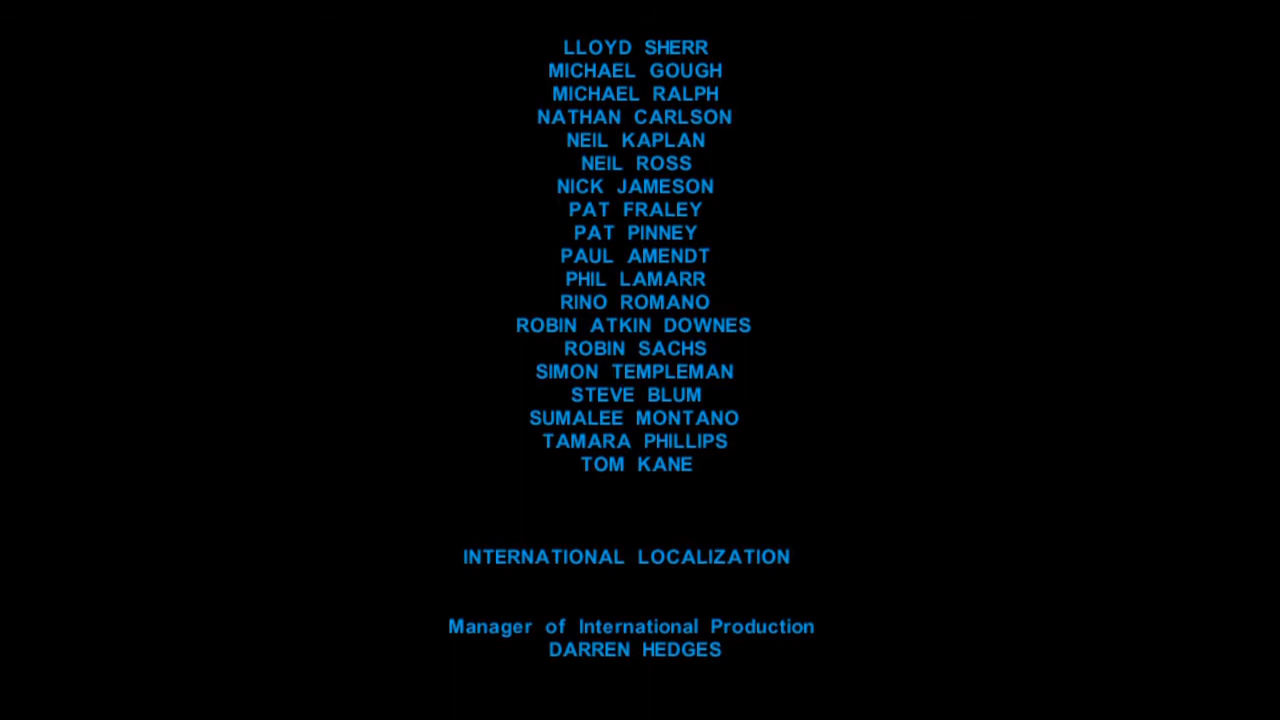 LLOYD SHERR
MICHAEL GOUGH
MICHAEL RALPH
NATHAN CARLSON
NEIL KAPLAN
NEIL ROSS
NICK JAMESON
PAT FRALEY
PAT PINNEY
PAUL AMENDT
PHIL LAMARR
RINO ROMANO
ROBIN ATKIN DOWNES
ROBIN SACHS
SIMON TEMPLEMAN
STEVE BLUM
SUMALEE MONTANO
TAMARA PHILLIPS
TOM KANE
INTERNATIONAL LOCALIZATION
Manager of International Production
DARREN HEDGES